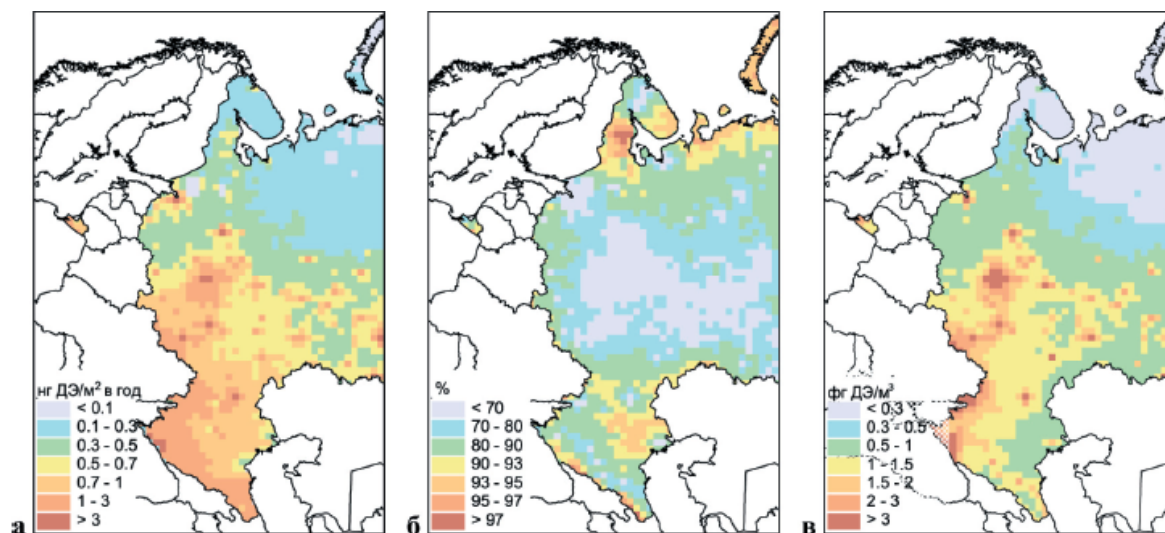 нг ДЭ/м² в год
< 0.1
0.1 - 0.3
0.3 - 0.5
0.5 - 0.7
0.7 - 1
1 - 3
> 3
а
%
< 70
70 - 80
80 - 90
90 - 93
93 - 95
95 - 97
> 97
б
фг ДЭ/м³
< 0.3
0.3 - 0.5
0.5 - 1
1 - 1.5
1.5 - 2
2 - 3
> 3
в